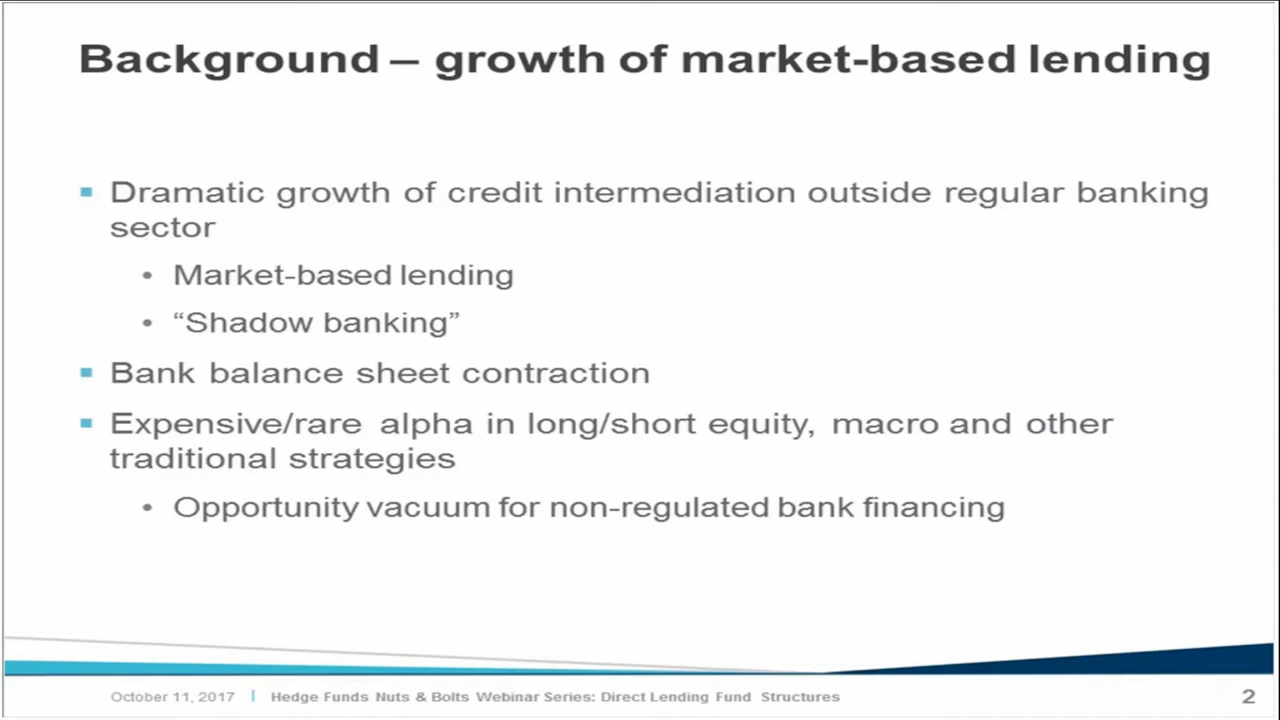 Background – growth of market-based lending
▪ Dramatic growth of credit intermediation outside regular banking
sector
• Market-based lending
• “Shadow banking”
▪ Bank balance sheet contraction
▪ Expensive/rare alpha in long/short equity, macro and other
traditional strategies
• Opportunity vacuum for non-regulated bank financing
October 11, 2017 | Hedge Funds Nuts & Bolts Webinar Series: Direct Lending Fund Structures 2